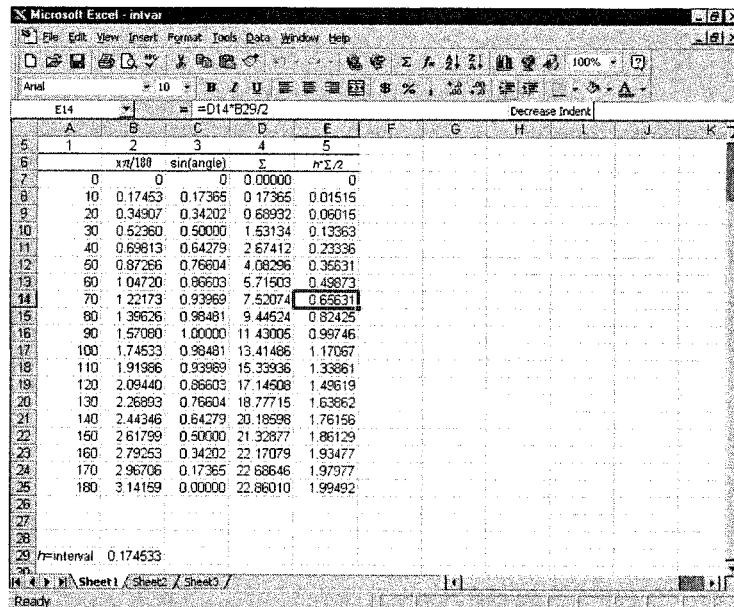 Microsoft Excel - intvar
File Edit View Insert Format Tools Data Window Help
100%
Arial 10 B I U $ % ,
E14 = =D14*B29/2 Decrease Indent
A B C D E F G H I J K
5 1 2 3 4 5
6 xπ/180 sin(angle) Σ h*Σ/2
7 0 0 0 0.00000 0
8 10 0.17453 0.17365 0.17365 0.01515
9 20 0.34907 0.34202 0.68932 0.06015
10 30 0.52360 0.50000 1.53134 0.13363
11 40 0.69813 0.64279 2.67412 0.23336
12 50 0.87266 0.76604 4.08296 0.35631
13 60 1.04720 0.86603 5.71503 0.49873
14 70 1.22173 0.93969 7.52074 0.65631
15 80 1.39626 0.98481 9.44524 0.82425
16 90 1.57080 1.00000 11.43005 0.99746
17 100 1.74533 0.98481 13.41486 1.17067
18 110 1.91986 0.93969 15.33936 1.33861
19 120 2.09440 0.86603 17.14508 1.49619
20 130 2.26893 0.76604 18.77715 1.63862
21 140 2.44346 0.64279 20.18598 1.76156
22 150 2.61799 0.50000 21.32877 1.86129
23 160 2.79253 0.34202 22.17079 1.93477
24 170 2.96706 0.17365 22.68646 1.97977
25 180 3.14159 0.00000 22.86010 1.99492
26
27
28
29 h=interval 0.174533
Sheet1 Sheet2 Sheet3
Ready